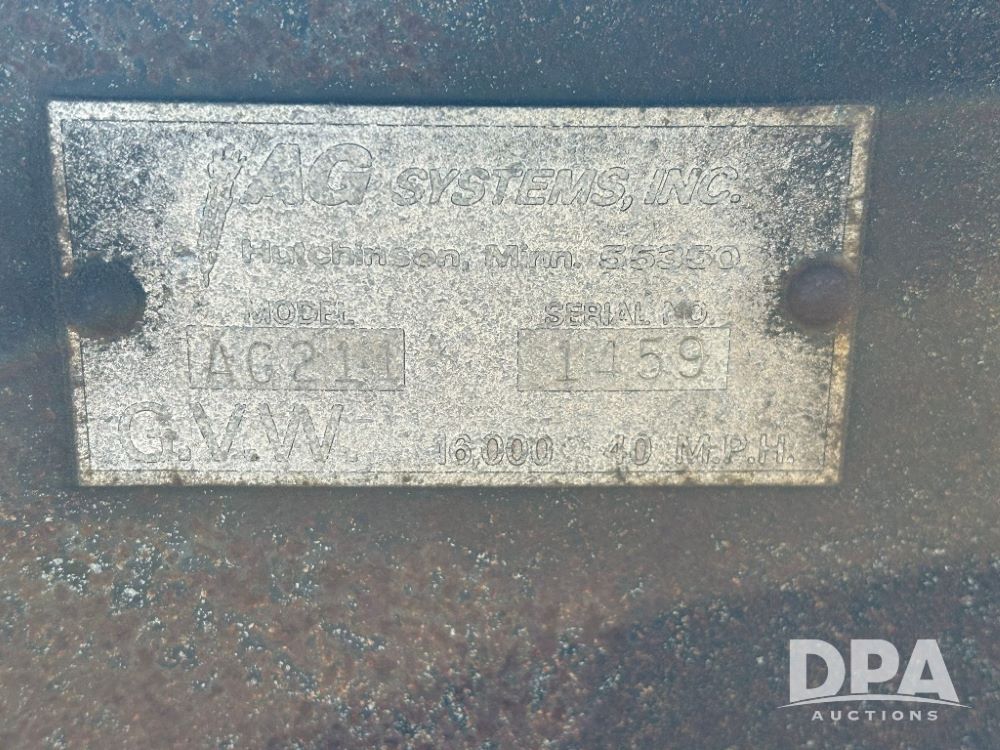 AG SYSTEMS, INC.
Hutchinson, Minn. 55350
MODEL SERIAL NO
AG211 1459
G.V.W. 16,000 40 M.P.H.
DPA
AUCTIONS